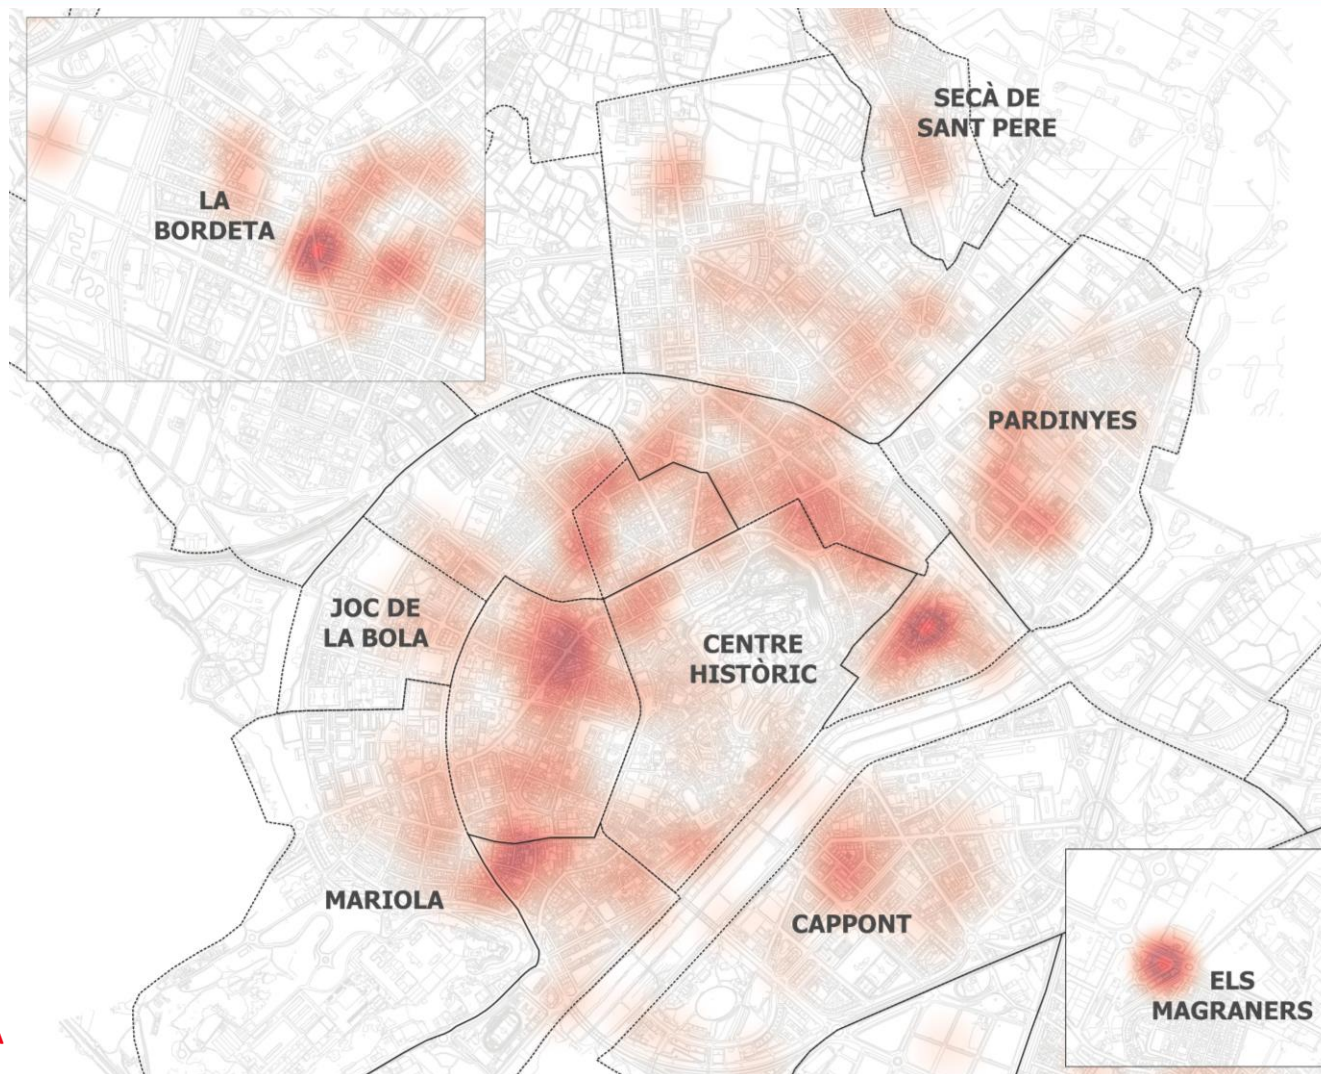 SECÀ DE
SANT PERE
LA
BORDETA
PARDINYES
JOC DE
LA BOLA
CENTRE
HISTÒRIC
MARIOLA
CAPPONT
ELS
MAGRANERS